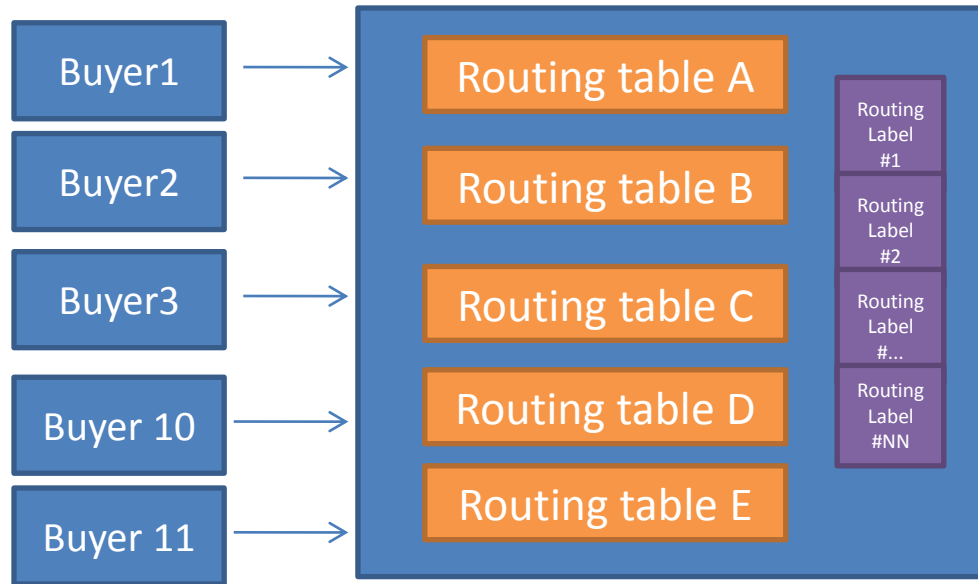 Buyer1
Buyer2
Buyer3
Buyer 10
Buyer 11
Routing table A
Routing table B
Routing table C
Routing table D
Routing table E
Routing
Label
#1
Routing
Label
#2
Routing
Label
#...
Routing
Label
#NN